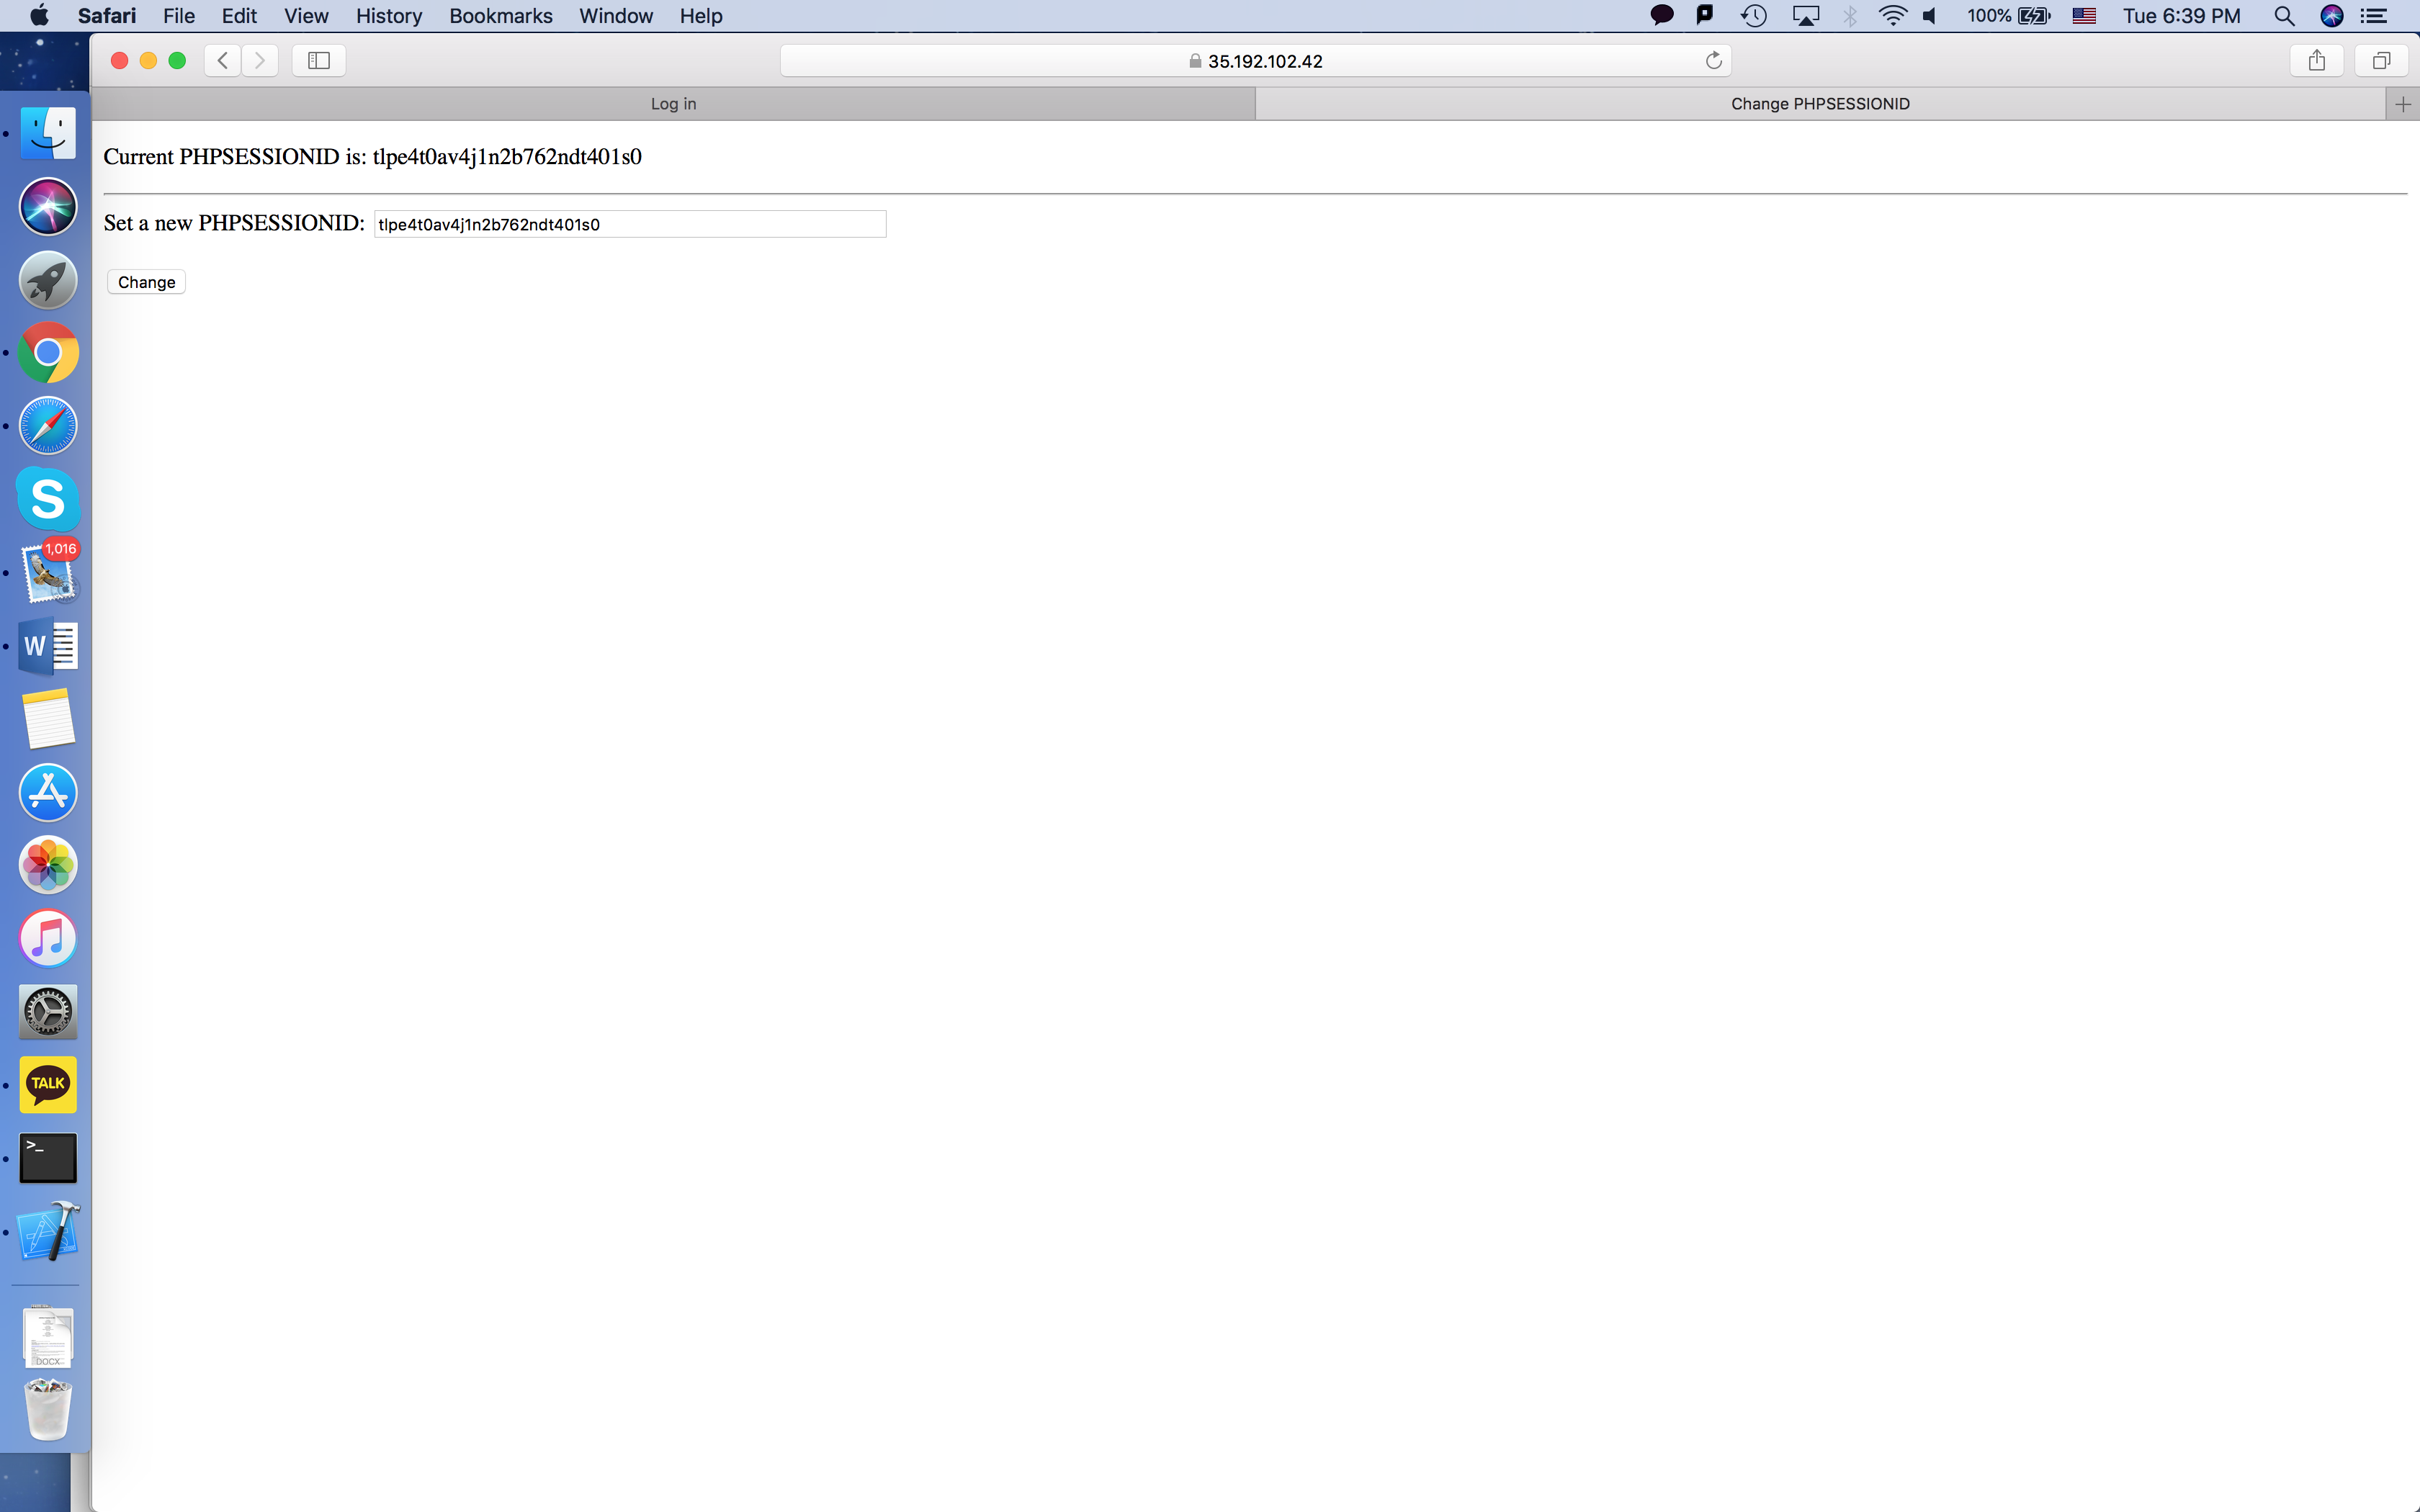 Safari File Edit View History Bookmarks Window Help 100% Tue 6:39 PM
35.192.102.42
Log in Change PHPSESSIONID
Current PHPSESSIONID is: tlpe4t0av4j1n2b762ndt401s0
Set a new PHPSESSIONID: tlpe4t0av4j1n2b762ndt401s0
Change
S
1,016
W
TALK
>_
DOCX